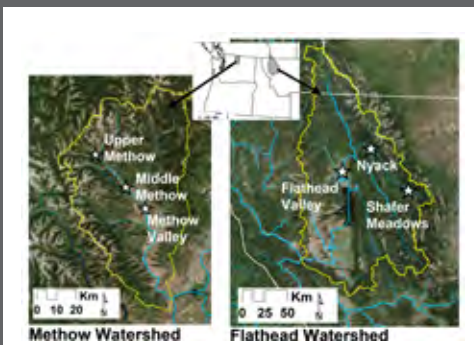 Upper
Methow
Middle
Methow
Methow
Valley
Km
0 10 20
N
Methow Watershed
Nyack
Flathead
Valley
Shafer
Meadows
Km
0 25 50
N
Flathead Watershed